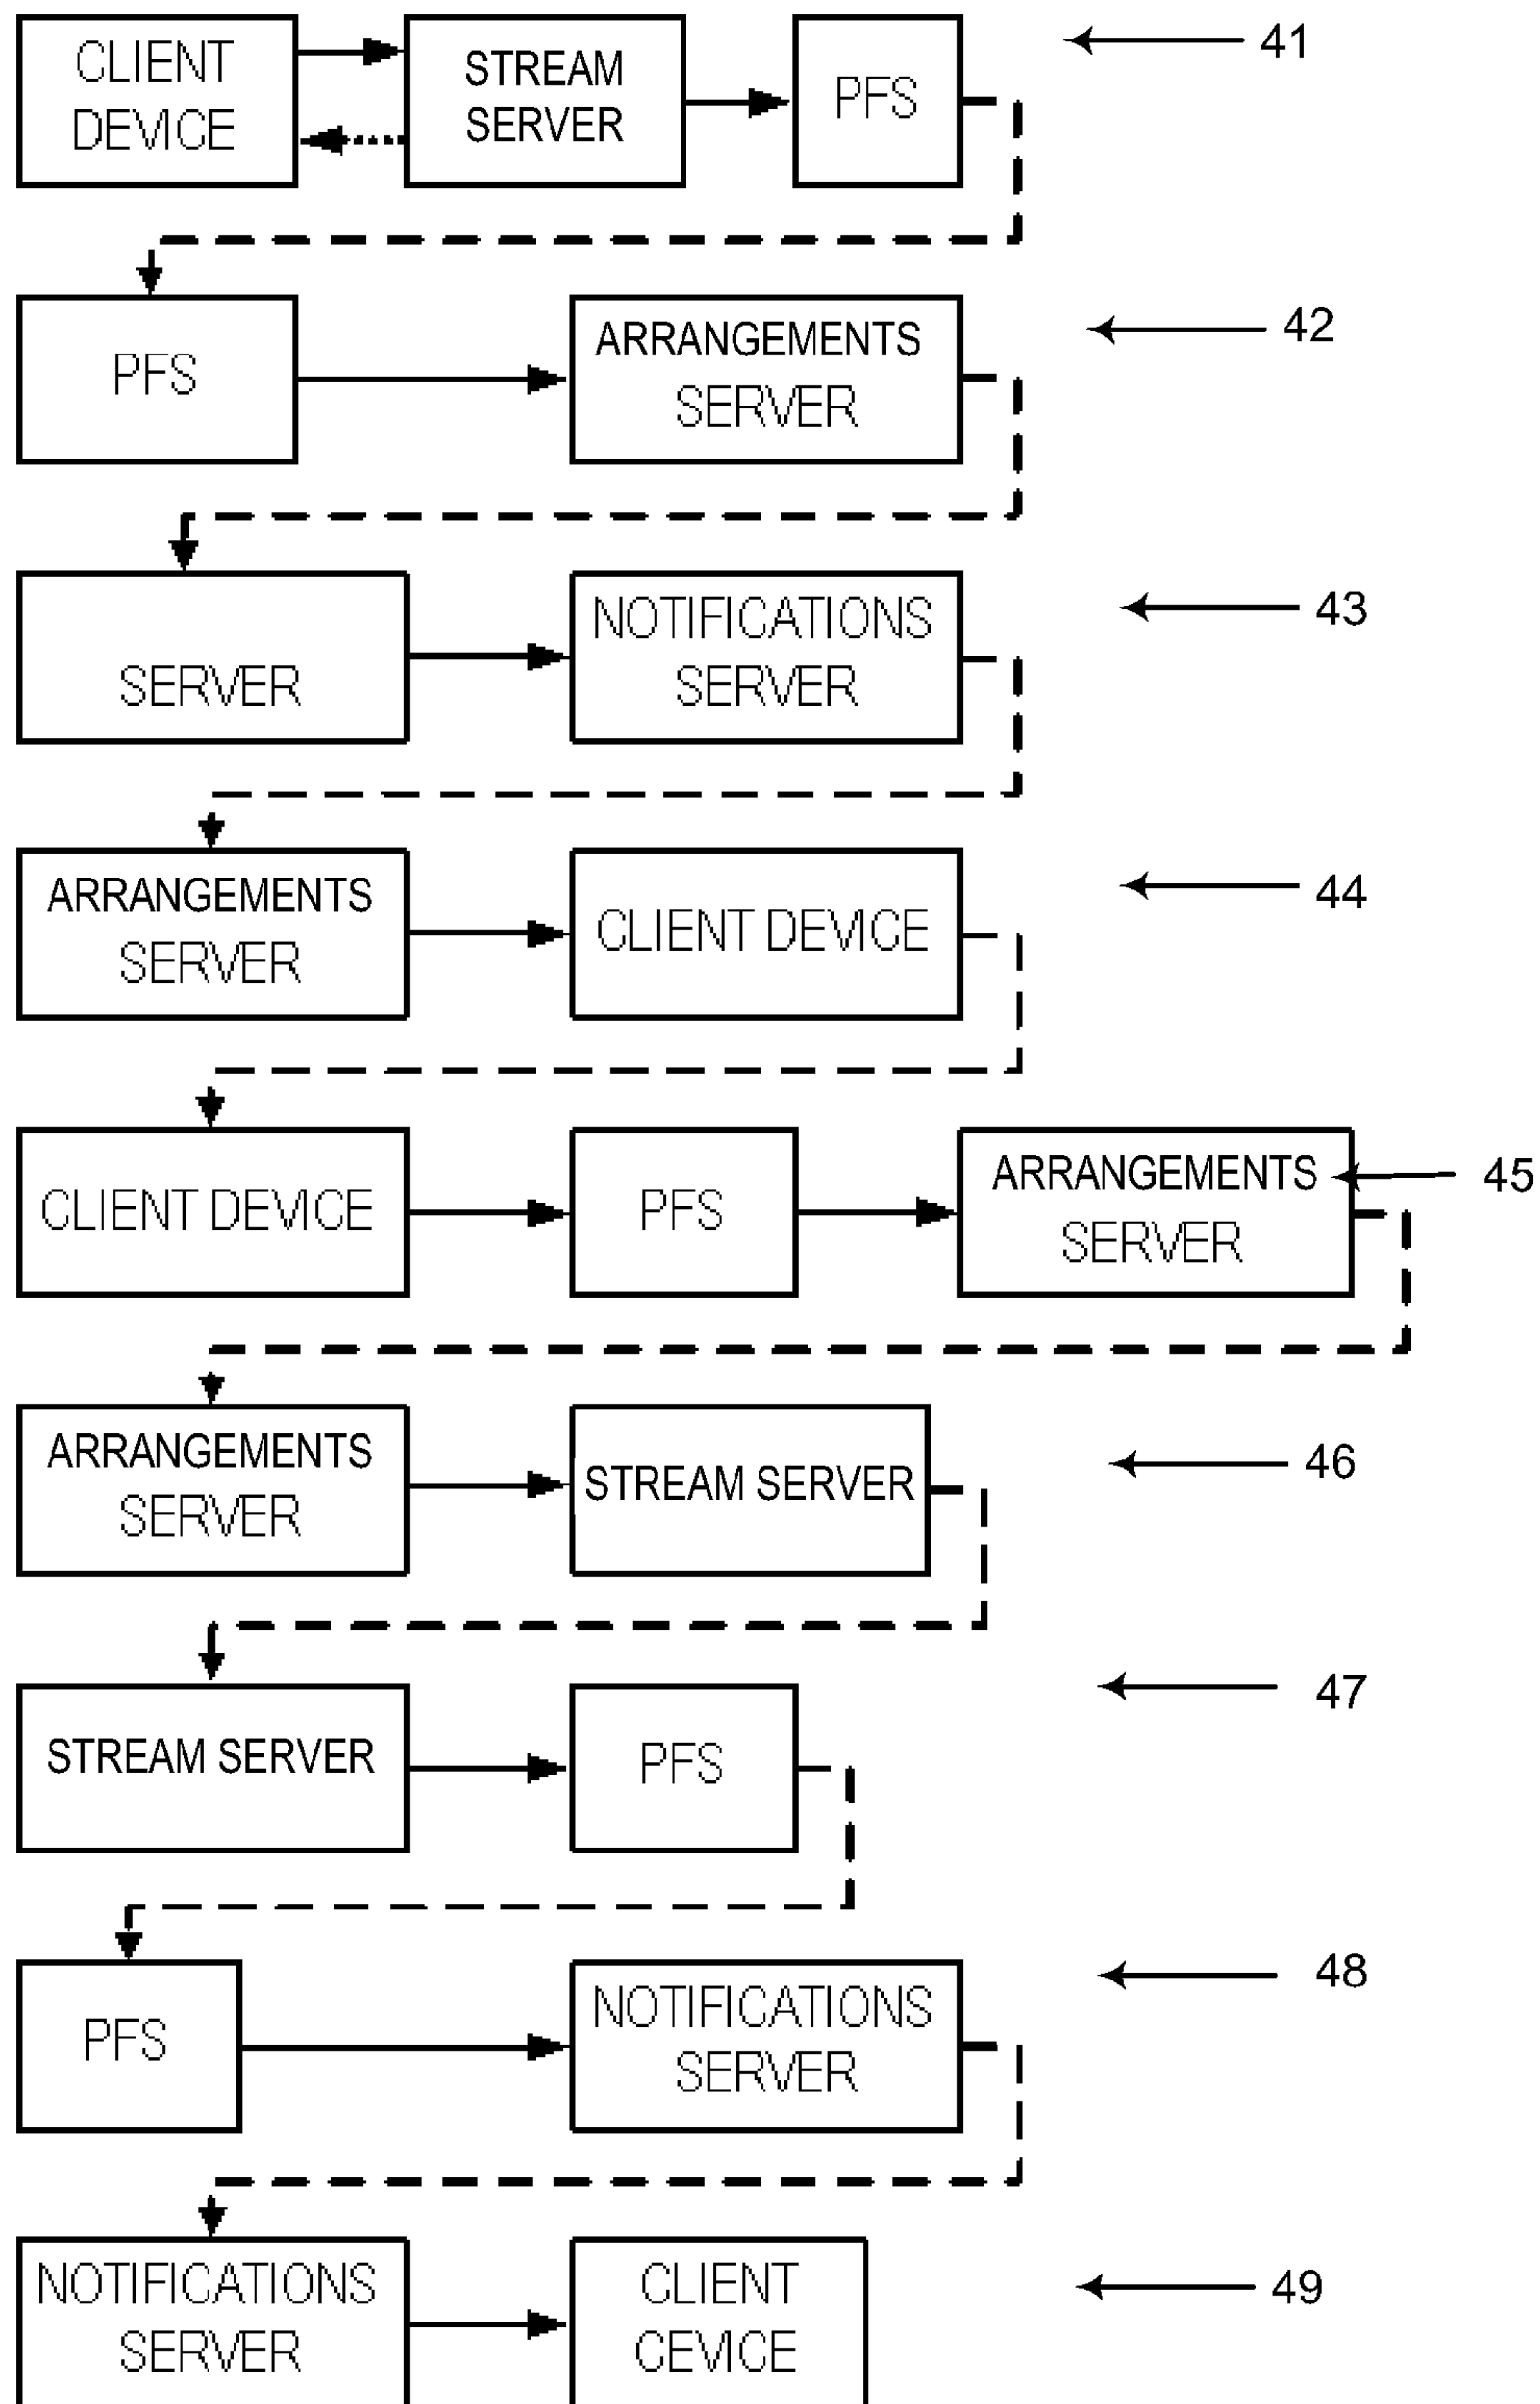 CLIENT
DEVICE
STREAM
SERVER
PFS
41
PFS
ARRANGEMENTS
SERVER
42
SERVER
NOTIFICATIONS
SERVER
43
ARRANGEMENTS
SERVER
CLIENT DEVICE
44
CLIENT DEVICE
PFS
ARRANGEMENTS
SERVER
45
ARRANGEMENTS
SERVER
STREAM SERVER
46
STREAM SERVER
PFS
47
PFS
NOTIFICATIONS
SERVER
48
NOTIFICATIONS
SERVER
CLIENT
CEVICE
49